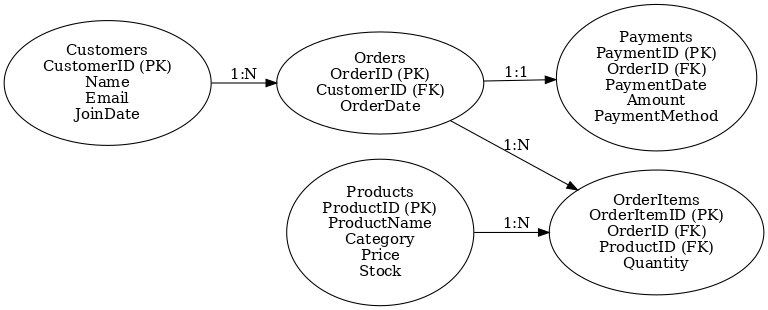 Customers
CustomerID (PK)
Name
Email
JoinDate
1:N
Orders
OrderID (PK)
CustomerID (FK)
OrderDate
1:1
Payments
PaymentID (PK)
OrderID (FK)
PaymentDate
Amount
PaymentMethod
1:N
Products
ProductID (PK)
ProductName
Category
Price
Stock
1:N
OrderItems
OrderItemID (PK)
OrderID (FK)
ProductID (FK)
Quantity